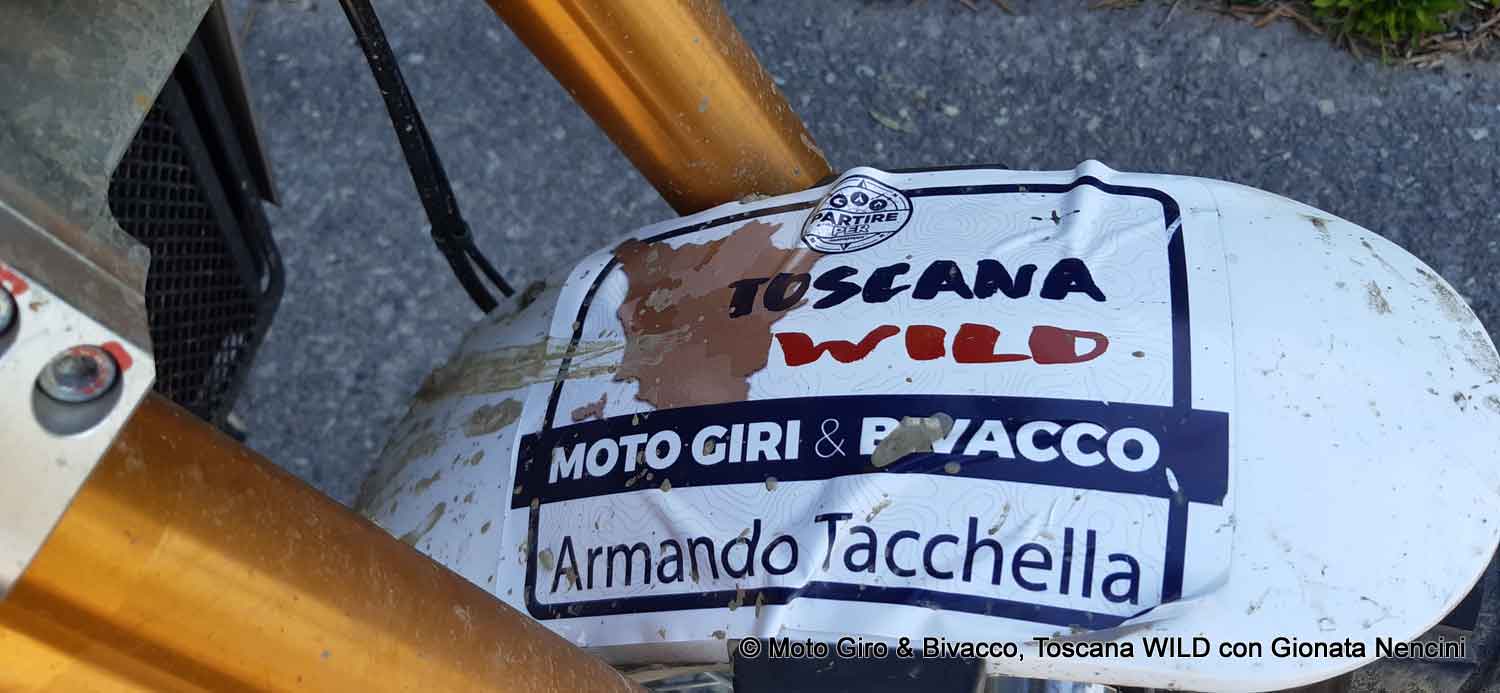 PARTIRE
PER
TOSCANA
WILD
MOTO GIRI & BIVACCO
Armando Tacchella
© Moto Giro & Bivacco, Toscana WILD con Gionata Nencini